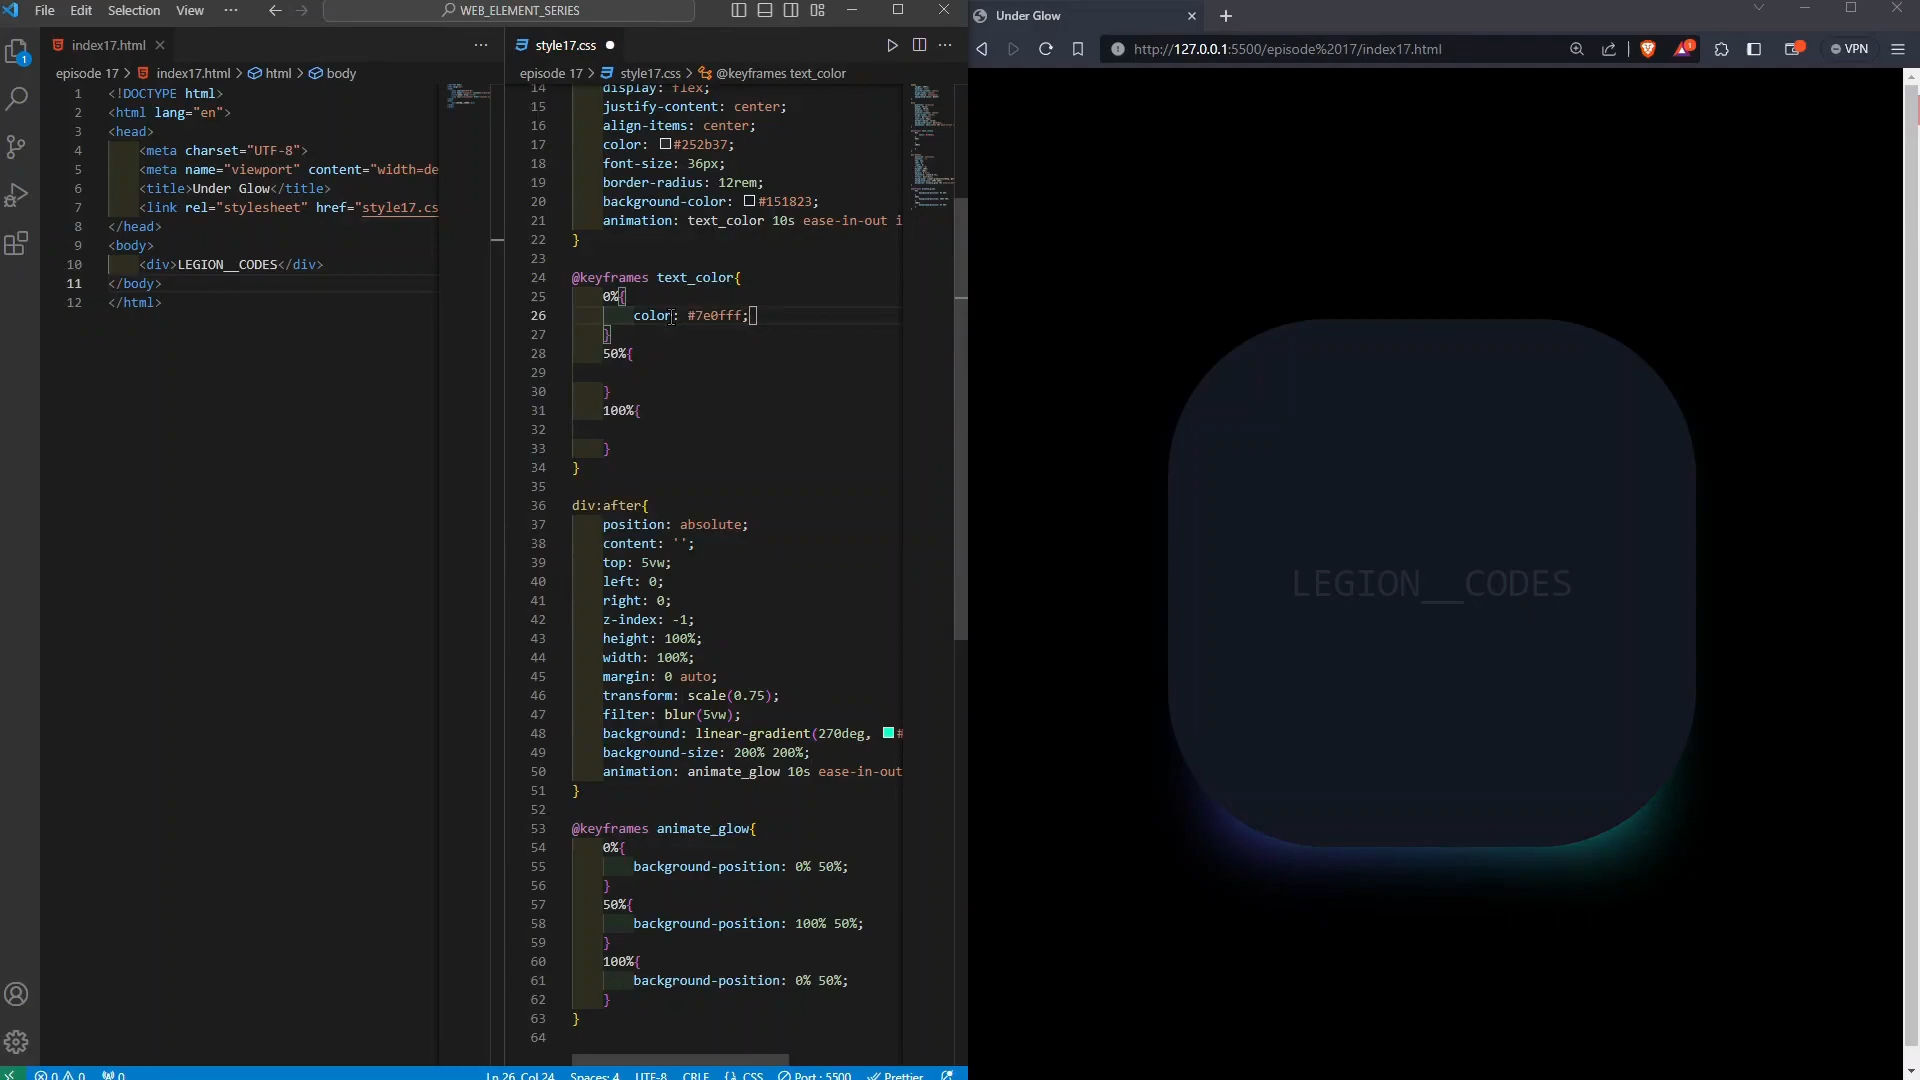 File Edit Selection View ··· WEB_ELEMENT_SERIES
index17.html
episode 17 > index17.html > html > body
1 <!DOCTYPE html>
2 <html lang="en">
3 <head>
4 <meta charset="UTF-8">
5 <meta name="viewport" content="width=de
6 <title>Under Glow</title>
7 <link rel="stylesheet" href="style17.cs
8 </head>
9 <body>
10 <div>LEGION__CODES</div>
11 </body>
12 </html>
style17.css
episode 17 > style17.css > @keyframes text_color
14 display: flex;
15 justify-content: center;
16 align-items: center;
17 color: #252b37;
18 font-size: 36px;
19 border-radius: 12rem;
20 background-color: #151823;
21 animation: text_color 10s ease-in-out i
22 }
23
24 @keyframes text_color{
25 0%{
26 color: #7e0fff;
27 }
28 50%{
29
30 }
31 100%{
32
33 }
34 }
35
36 div:after{
37 position: absolute;
38 content: '';
39 top: 5vw;
40 left: 0;
41 right: 0;
42 z-index: -1;
43 height: 100%;
44 width: 100%;
45 margin: 0 auto;
46 transform: scale(0.75);
47 filter: blur(5vw);
48 background: linear-gradient(270deg, #
49 background-size: 200% 200%;
50 animation: animate_glow 10s ease-in-out
51 }
52
53 @keyframes animate_glow{
54 0%{
55 background-position: 0% 50%;
56 }
57 50%{
58 background-position: 100% 50%;
59 }
60 100%{
61 background-position: 0% 50%;
62 }
63 }
64
1
0 0 0 Ln 26, Col 24 Spaces: 4 UTF-8 CRLF {} CSS Port : 5500 Prettier
Under Glow
http://127.0.0.1:5500/episode%2017/index17.html 1 VPN
LEGION__CODES